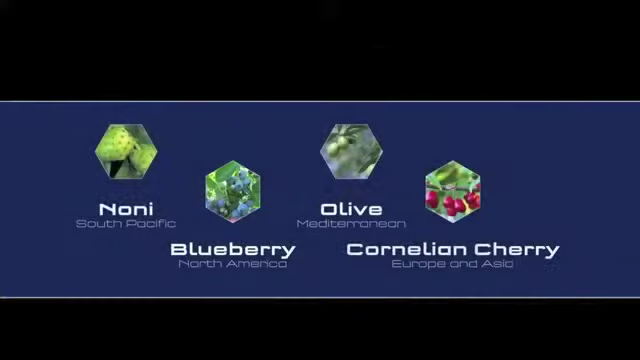 Noni
South Pacific
Blueberry
North America
Olive
Mediterranean
Cornelian Cherry
Europe and Asia